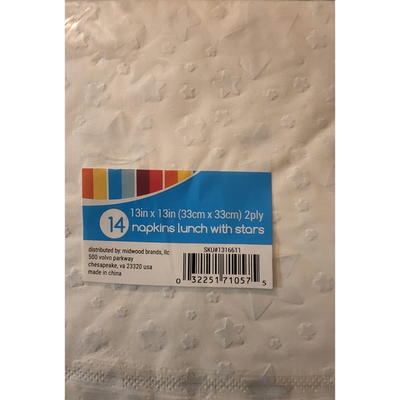 14
13in x 13in (33cm x 33cm) 2ply
napkins lunch with stars
distributed by: midwood brands, llc
500 volvo parkway
chesapeake, va 23320 usa
made in china
SKU#1316611
0 32251 71057 5